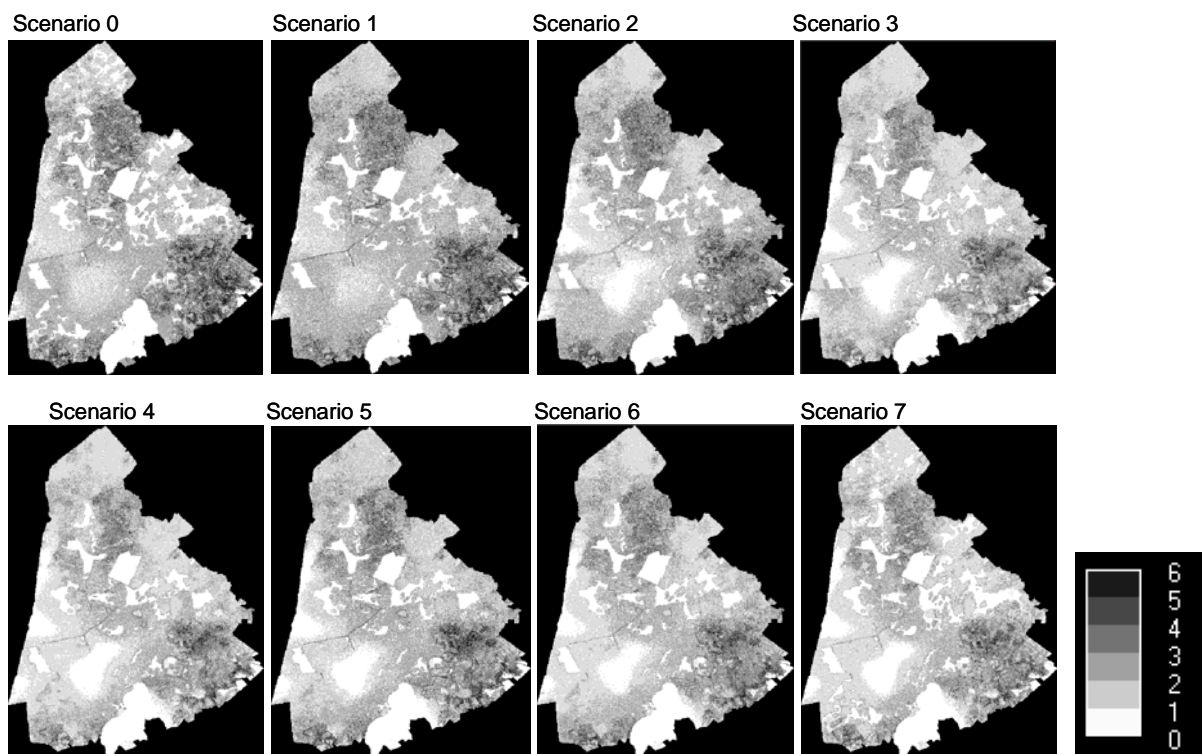 Scenario 0
Scenario 1
Scenario 2
Scenario 3
Scenario 4
Scenario 5
Scenario 6
Scenario 7
6
5
4
3
2
1
0